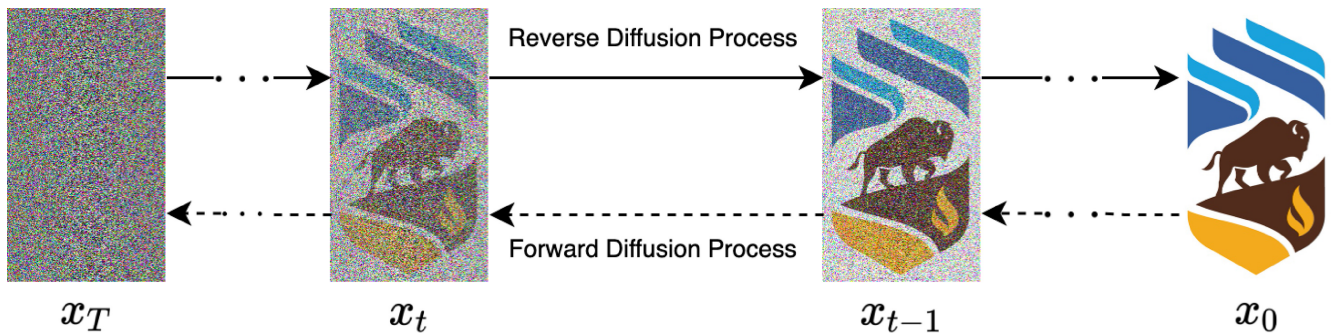 Reverse Diffusion Process
Forward Diffusion Process
x_T
x_t
x_{t-1}
x_0